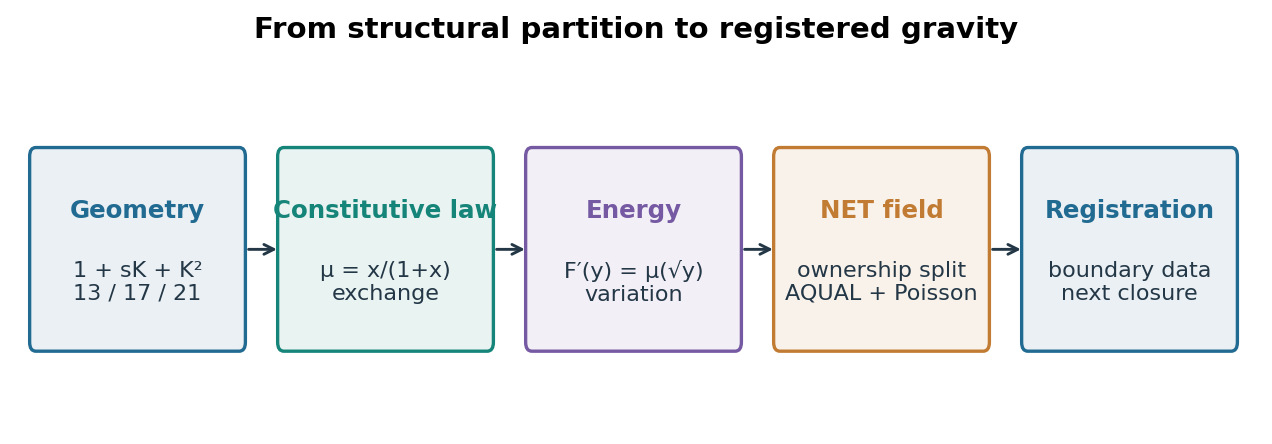 From structural partition to registered gravity
Geometry
1 + sK + K²
13 / 17 / 21
Constitutive law
μ = x/(1+x)
exchange
Energy
F′(y) = μ(√y)
variation
NET field
ownership split
AQUAL + Poisson
Registration
boundary data
next closure